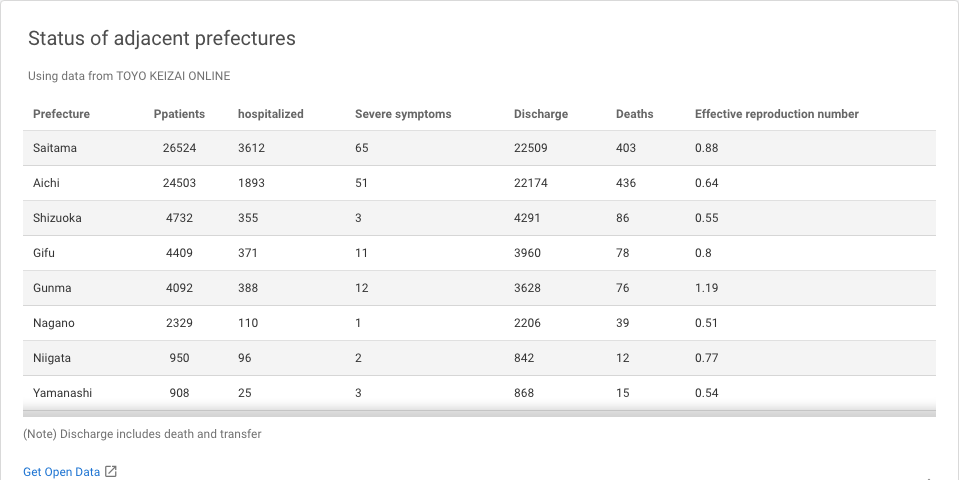 Status of adjacent prefectures
Using data from TOYO KEIZAI ONLINE
Prefecture Ppatients hospitalized Severe symptoms Discharge Deaths Effective reproduction number
Saitama 26524 3612 65 22509 403 0.88
Aichi 24503 1893 51 22174 436 0.64
Shizuoka 4732 355 3 4291 86 0.55
Gifu 4409 371 11 3960 78 0.8
Gunma 4092 388 12 3628 76 1.19
Nagano 2329 110 1 2206 39 0.51
Niigata 950 96 2 842 12 0.77
Yamanashi 908 25 3 868 15 0.54
(Note) Discharge includes death and transfer
Get Open Data